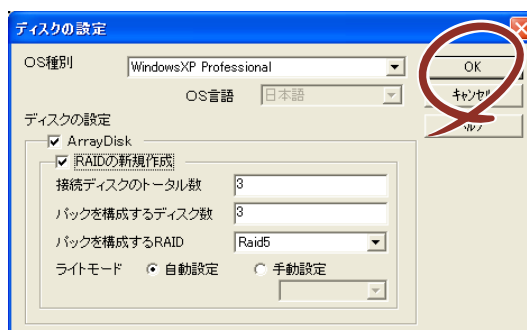 ディスクの設定
OS種別 WindowsXP Professional OK
OS言語 日本語 キャンセル
ディスクの設定 ヘルプ
ArrayDisk
RAIDの新規作成
接続ディスクのトータル数 3
パックを構成するディスク数 3
パックを構成するRAID Raid5
ライトモード 自動設定 手動設定